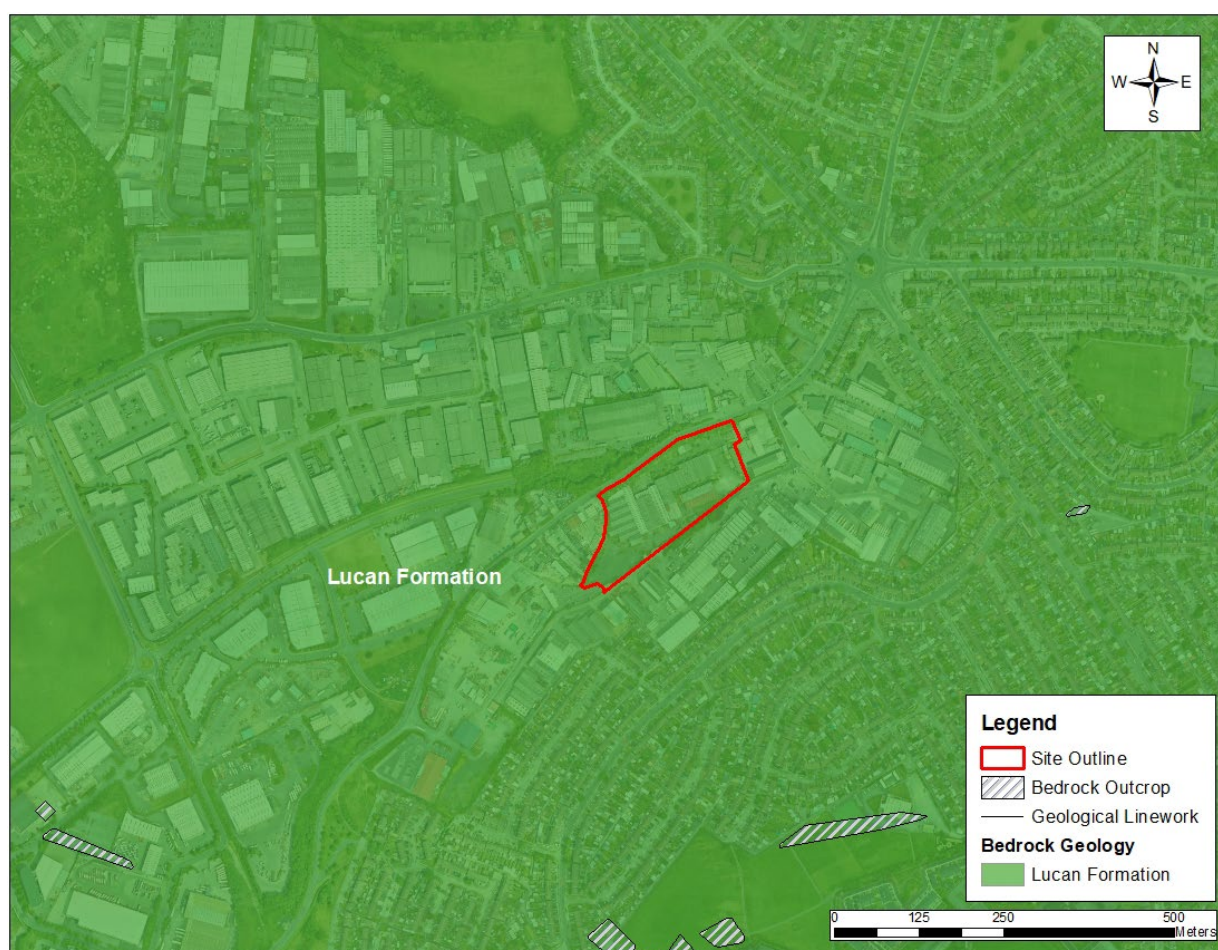 N
W E
S
Lucan Formation
Legend
Site Outline
Bedrock Outcrop
Geological Linework
Bedrock Geology
Lucan Formation
0 125 250 500
Meters